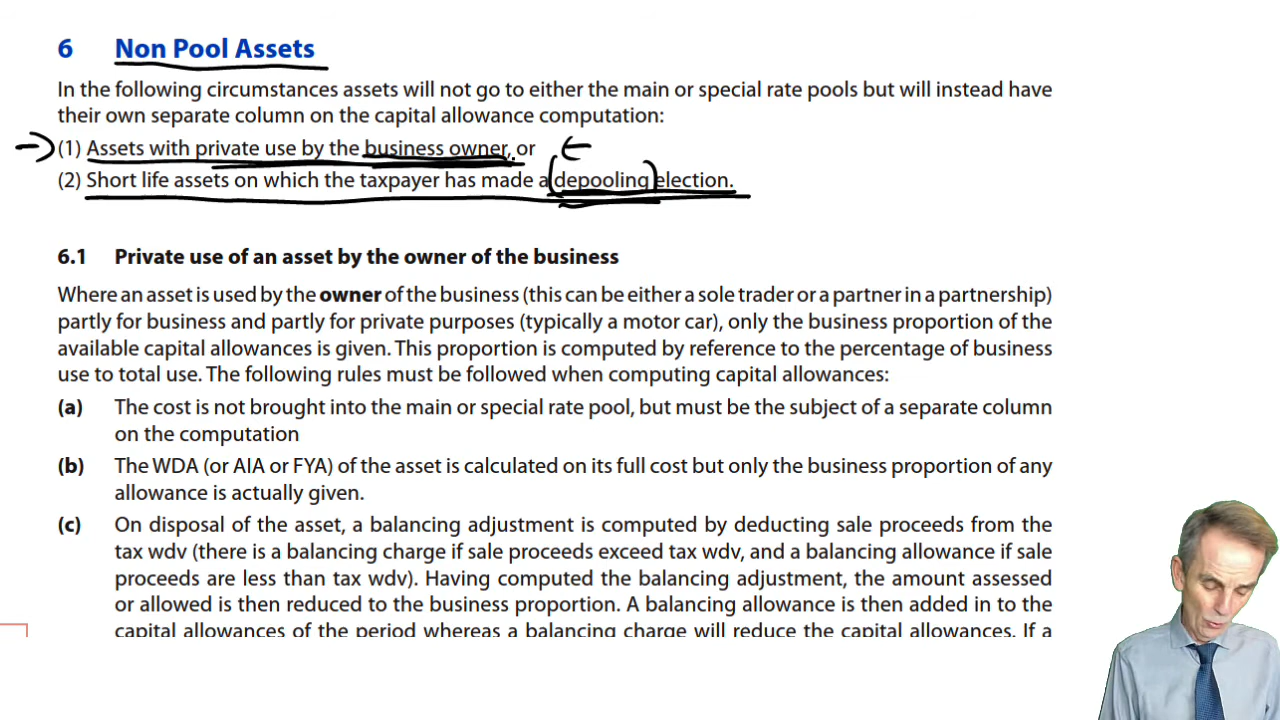 6 Non Pool Assets
In the following circumstances assets will not go to either the main or special rate pools but will instead have
their own separate column on the capital allowance computation:
(1) Assets with private use by the business owner, or
(2) Short life assets on which the taxpayer has made a depooling election.
6.1 Private use of an asset by the owner of the business
Where an asset is used by the owner of the business (this can be either a sole trader or a partner in a partnership)
partly for business and partly for private purposes (typically a motor car), only the business proportion of the
available capital allowances is given. This proportion is computed by reference to the percentage of business
use to total use. The following rules must be followed when computing capital allowances:
(a) The cost is not brought into the main or special rate pool, but must be the subject of a separate column
on the computation
(b) The WDA (or AIA or FYA) of the asset is calculated on its full cost but only the business proportion of any
allowance is actually given.
(c) On disposal of the asset, a balancing adjustment is computed by deducting sale proceeds from the
tax wdv (there is a balancing charge if sale proceeds exceed tax wdv, and a balancing allowance if sale
proceeds are less than tax wdv). Having computed the balancing adjustment, the amount assessed
or allowed is then reduced to the business proportion. A balancing allowance is then added in to the
capital allowances of the period whereas a balancing charge will reduce the capital allowances. If a